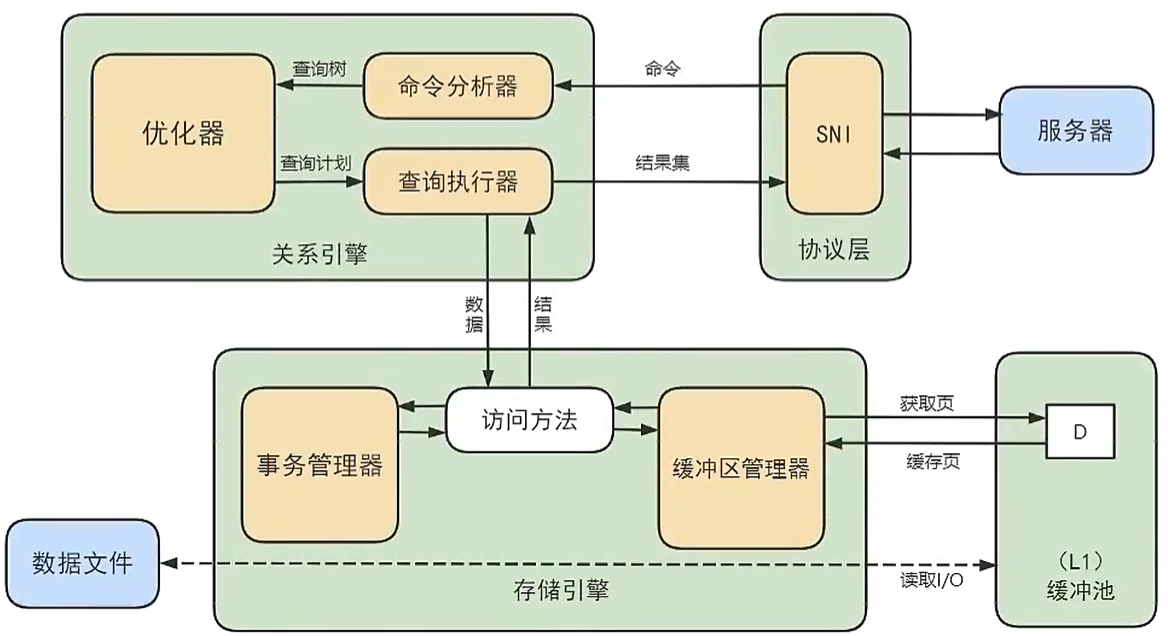 查询树
命令分析器
命令
优化器
SNI
服务器
查询计划
查询执行器
结果集
关系引擎
协议层
数据
结果
访问方法
获取页
D
事务管理器
缓冲区管理器
缓存页
数据文件
存储引擎
读取I/O
（L1）
缓冲池